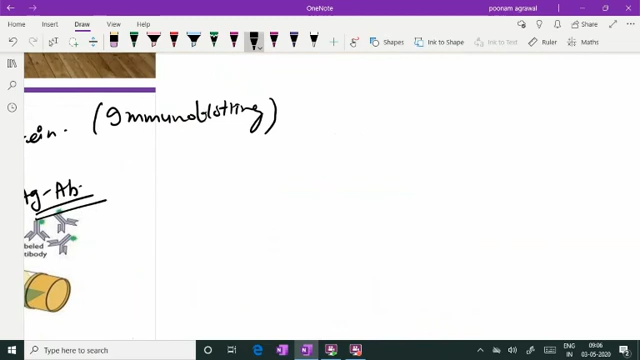 OneNote
poonam agrawal
Home Insert Draw View Help
Share
Shapes Ink to Shape Ink to Text Ruler Maths
(Immunoblotting)
ein.
Ag-Ab.
beled
tibody
Type here to search
ENG
IN
09:06
03-05-2020